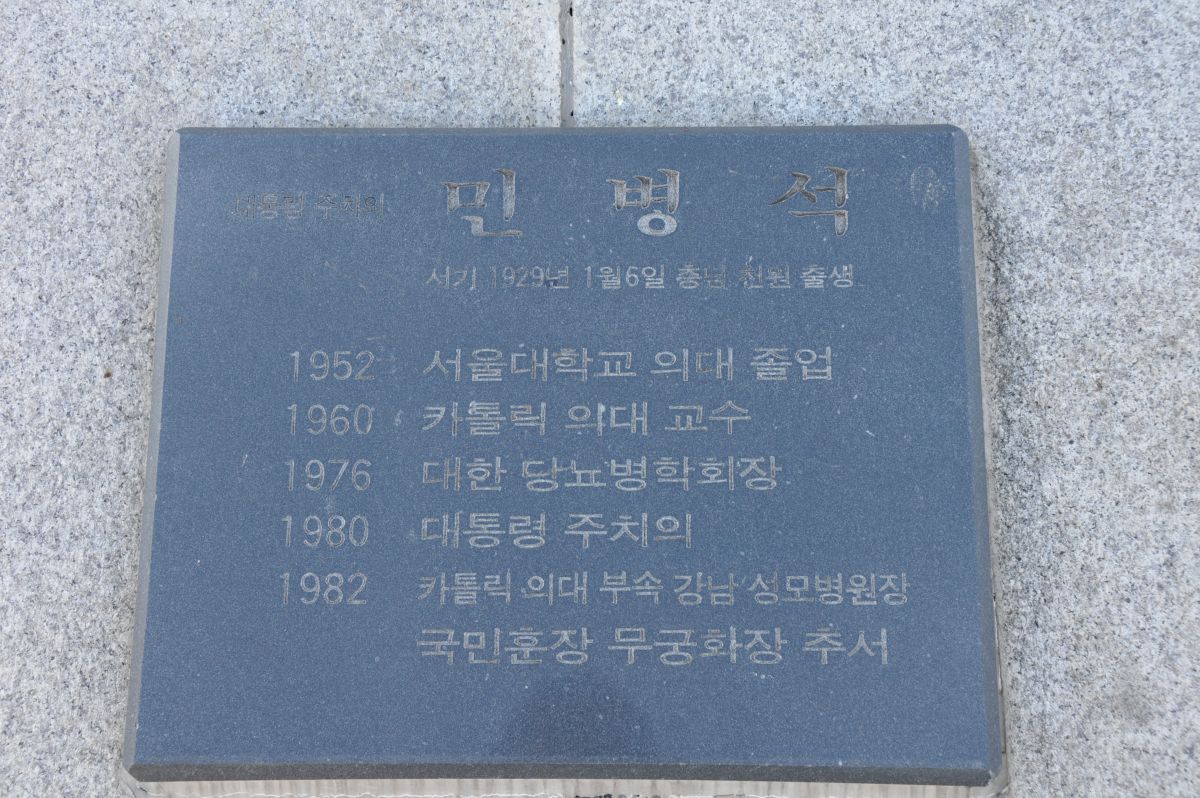 대통령 주치의 민 병 석
서기 1929년 1월6일 충남 천원 출생
1952 서울대학교 의대 졸업
1960 카톨릭 의대 교수
1976 대한 당뇨병학회장
1980 대통령 주치의
1982 카톨릭 의대 부속 강남 성모병원장
국민훈장 무궁화장 추서